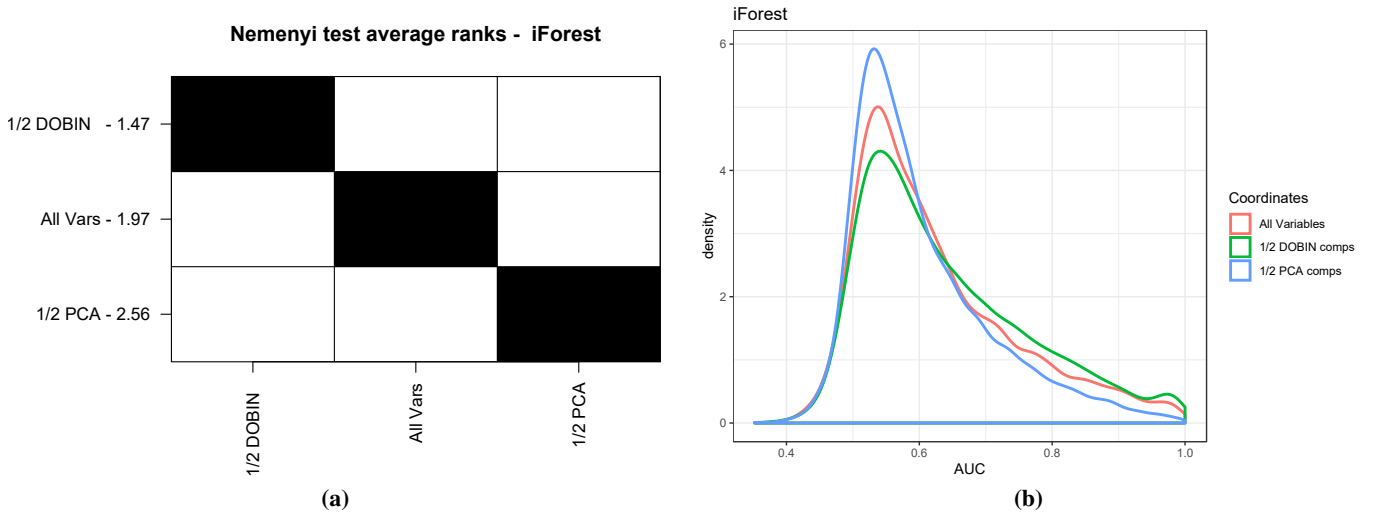 Nemenyi test average ranks - iForest
1/2 DOBIN - 1.47
All Vars - 1.97
1/2 PCA - 2.56
1/2 DOBIN
All Vars
1/2 PCA
(a)
iForest
density
6
4
2
0
0.4
0.6
0.8
1.0
AUC
Coordinates
All Variables
1/2 DOBIN comps
1/2 PCA comps
(b)